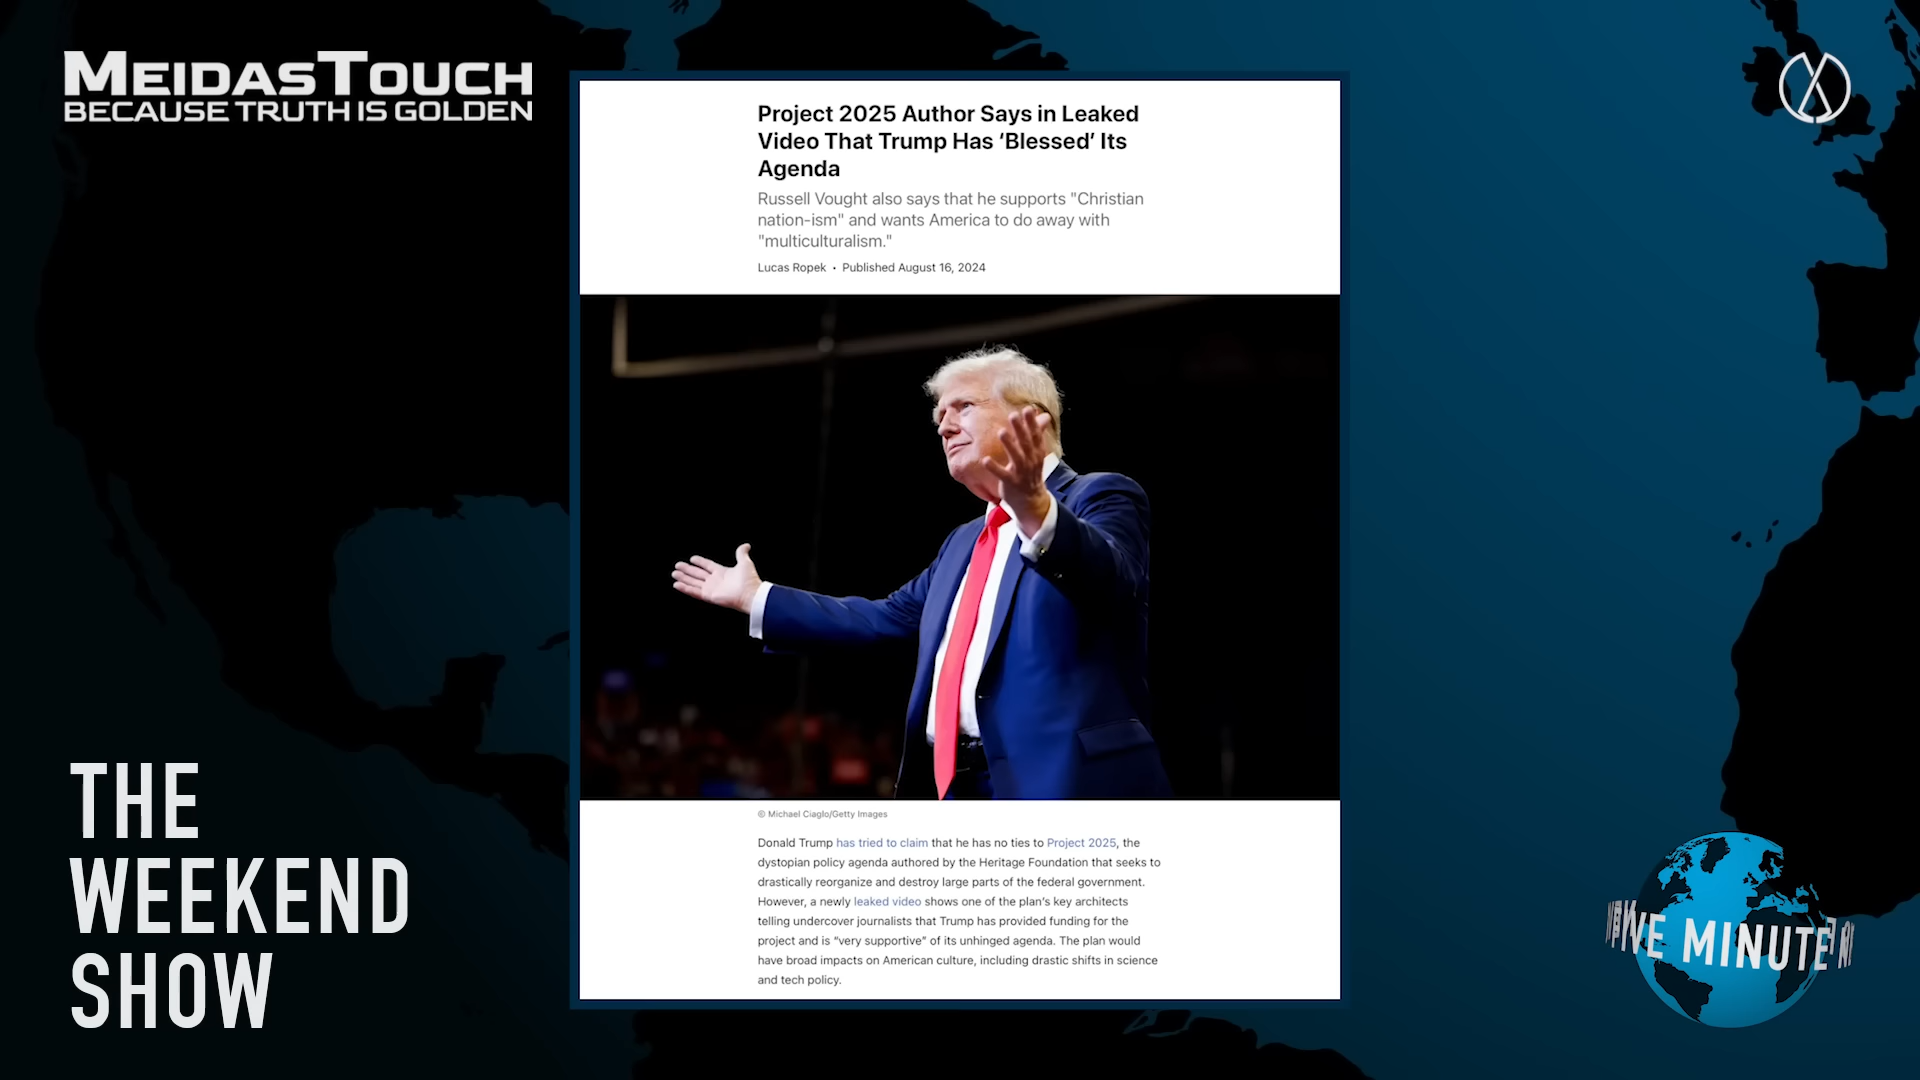 MEIDASTOUCH
BECAUSE TRUTH IS GOLDEN
Project 2025 Author Says in Leaked
Video That Trump Has ‘Blessed’ Its
Agenda
Russell Vought also says that he supports "Christian
nation-ism" and wants America to do away with
"multiculturalism."
Lucas Ropek • Published August 16, 2024
© Michael Ciaglo/Getty Images
Donald Trump has tried to claim that he has no ties to Project 2025, the
dystopian policy agenda authored by the Heritage Foundation that seeks to
drastically reorganize and destroy large parts of the federal government.
However, a newly leaked video shows one of the plan’s key architects
telling undercover journalists that Trump has provided funding for the
project and is “very supportive” of its unhinged agenda. The plan would
have broad impacts on American culture, including drastic shifts in science
and tech policy.
THE
WEEKEND
SHOW
FIVE MINUTE